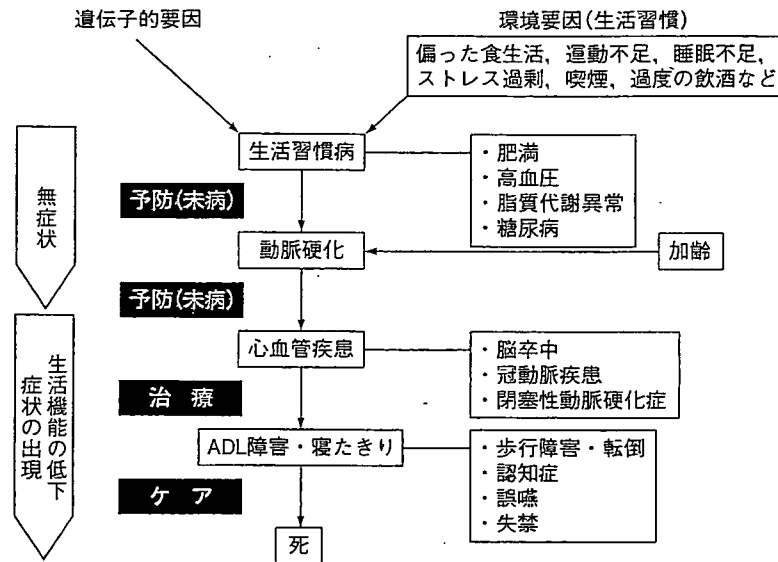 遺伝子的要因
環境要因(生活習慣)
偏った食生活，運動不足，睡眠不足，
ストレス過剰，喫煙，過度の飲酒など
生活習慣病
・肥満
・高血圧
・脂質代謝異常
・糖尿病
無症状
予防(未病)
動脈硬化
加齢
予防(未病)
心血管疾患
・脳卒中
・冠動脈疾患
・閉塞性動脈硬化症
生活機能の低下
症状の出現
治療
ADL障害・寝たきり
・歩行障害・転倒
・認知症
・誤嚥
・失禁
ケア
死